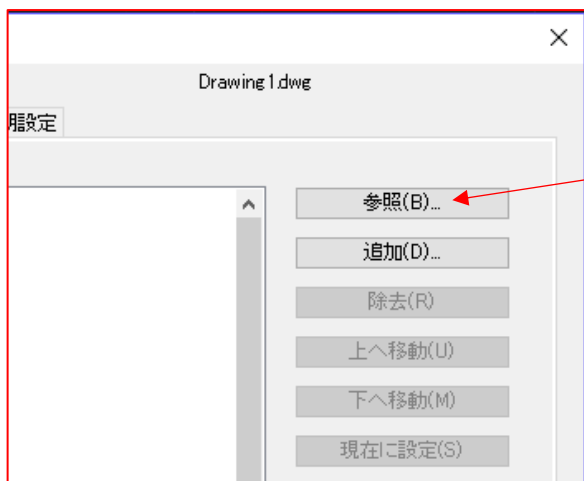 Drawing1.dwg
期設定
参照(B)...
追加(D)...
除去(R)
上へ移動(U)
下へ移動(M)
現在に設定(S)